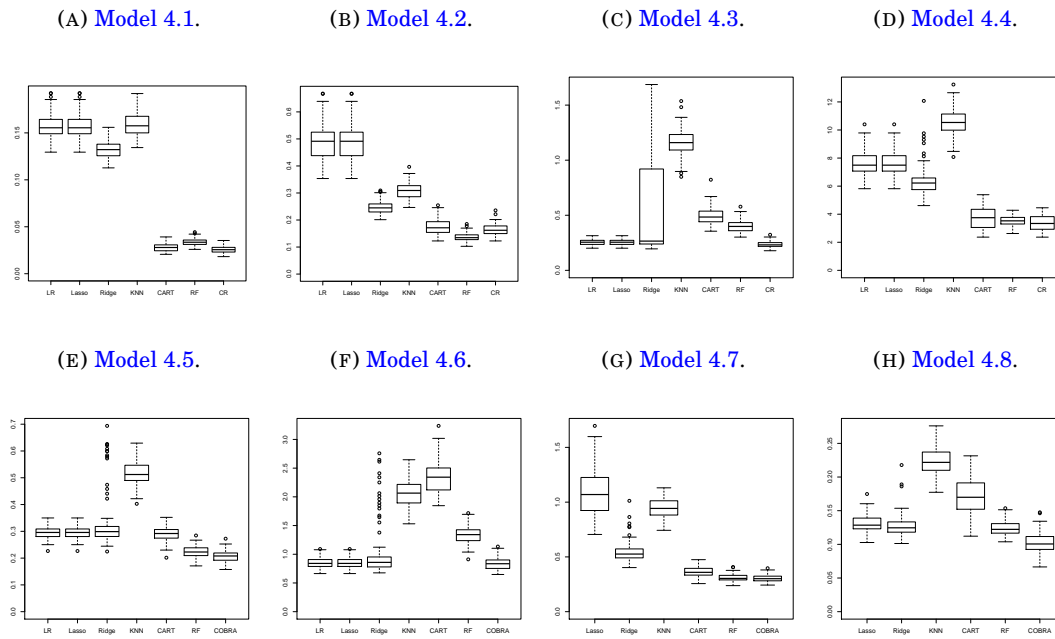 (A) Model 4.1.
(B) Model 4.2.
(C) Model 4.3.
(D) Model 4.4.
0.00 0.05 0.10 0.15
LR Lasso Ridge KNN CART RF CR
0.0 0.1 0.2 0.3 0.4 0.5 0.6
LR Lasso Ridge KNN CART RF CR
0.0 0.5 1.0 1.5
LR Lasso Ridge KNN CART RF CR
0 2 4 6 8 10 12
LR Lasso Ridge KNN CART RF CR
(E) Model 4.5.
(F) Model 4.6.
(G) Model 4.7.
(H) Model 4.8.
0.0 0.1 0.2 0.3 0.4 0.5 0.6 0.7
LR Lasso Ridge KNN CART RF COBRA
0.0 0.5 1.0 1.5 2.0 2.5 3.0
LR Lasso Ridge KNN CART RF COBRA
0.0 0.5 1.0 1.5
Lasso Ridge KNN CART RF COBRA
0.00 0.05 0.10 0.15 0.20 0.25
Lasso Ridge KNN CART RF COBRA